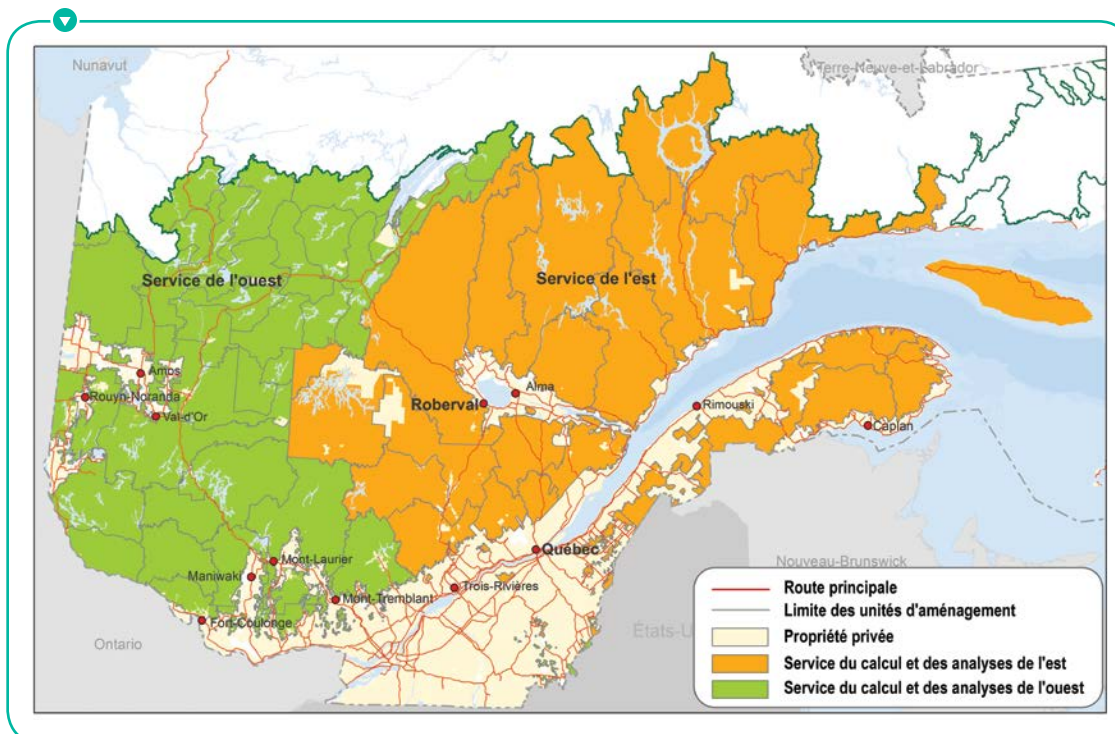 Nunavut
Terre-Neuve-et-Labrador
Service de l'ouest
Service de l'est
Amos
Rouyn-Noranda
Val-d'Or
Alma
Roberval
Rimouski
Caplan
Québec
Mont-Laurier
Maniwaki
Mont-Tremblant
Trois-Rivières
Fort-Coulonge
Ontario
Nouveau-Brunswick
États-U
Route principale
Limite des unités d'aménagement
Propriété privée
Service du calcul et des analyses de l'est
Service du calcul et des analyses de l'ouest